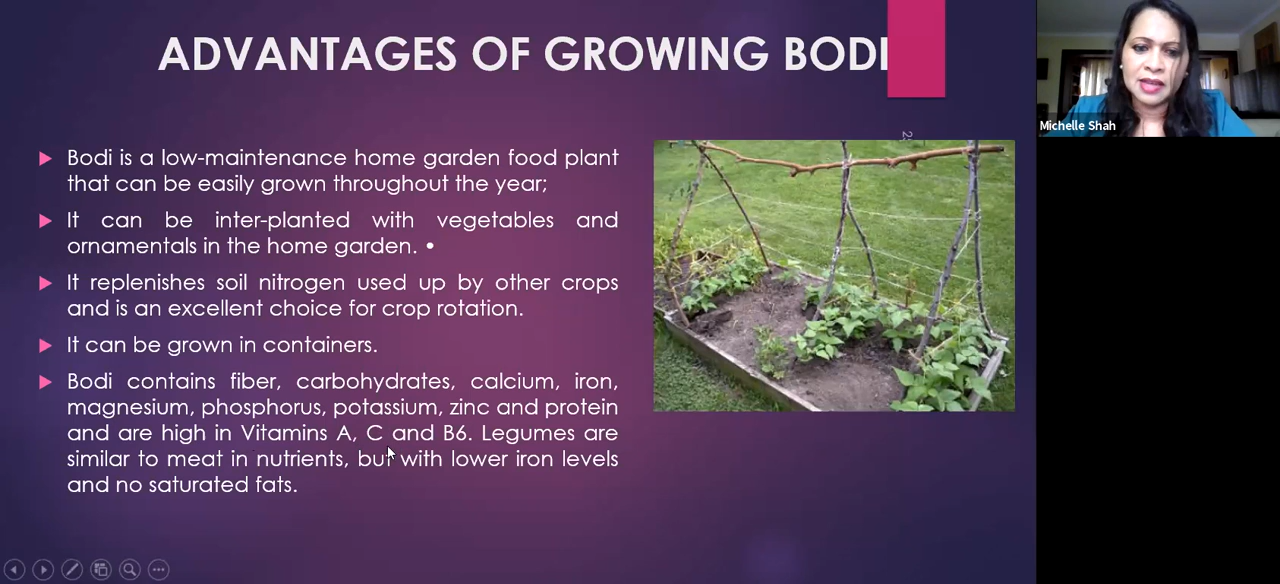 ADVANTAGES OF GROWING BODI
Michelle Shah
Bodi is a low-maintenance home garden food plant
that can be easily grown throughout the year;
It can be inter-planted with vegetables and
ornamentals in the home garden. •
It replenishes soil nitrogen used up by other crops
and is an excellent choice for crop rotation.
It can be grown in containers.
Bodi contains fiber, carbohydrates, calcium, iron,
magnesium, phosphorus, potassium, zinc and protein
and are high in Vitamins A, C and B6. Legumes are
similar to meat in nutrients, but with lower iron levels
and no saturated fats.